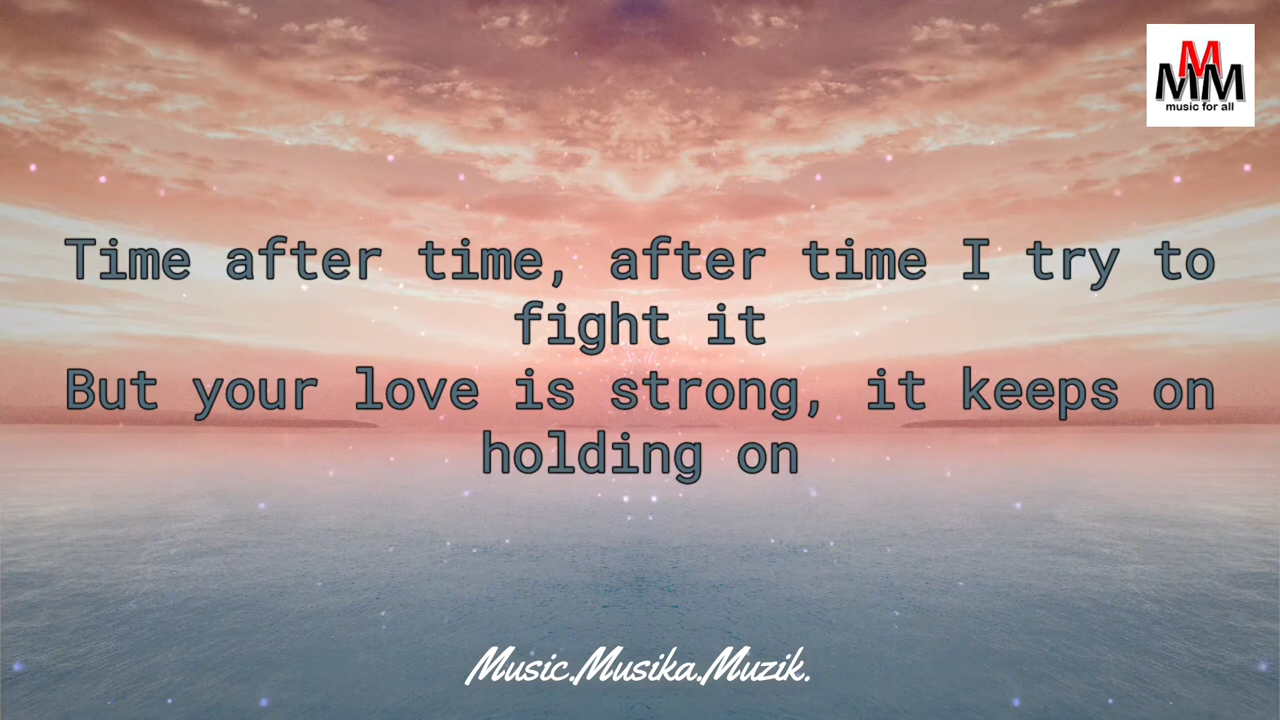 M
MM
music for all
Time after time, after time I try to
fight it
But your love is strong, it keeps on
holding on
Music.Musika.Muzik.